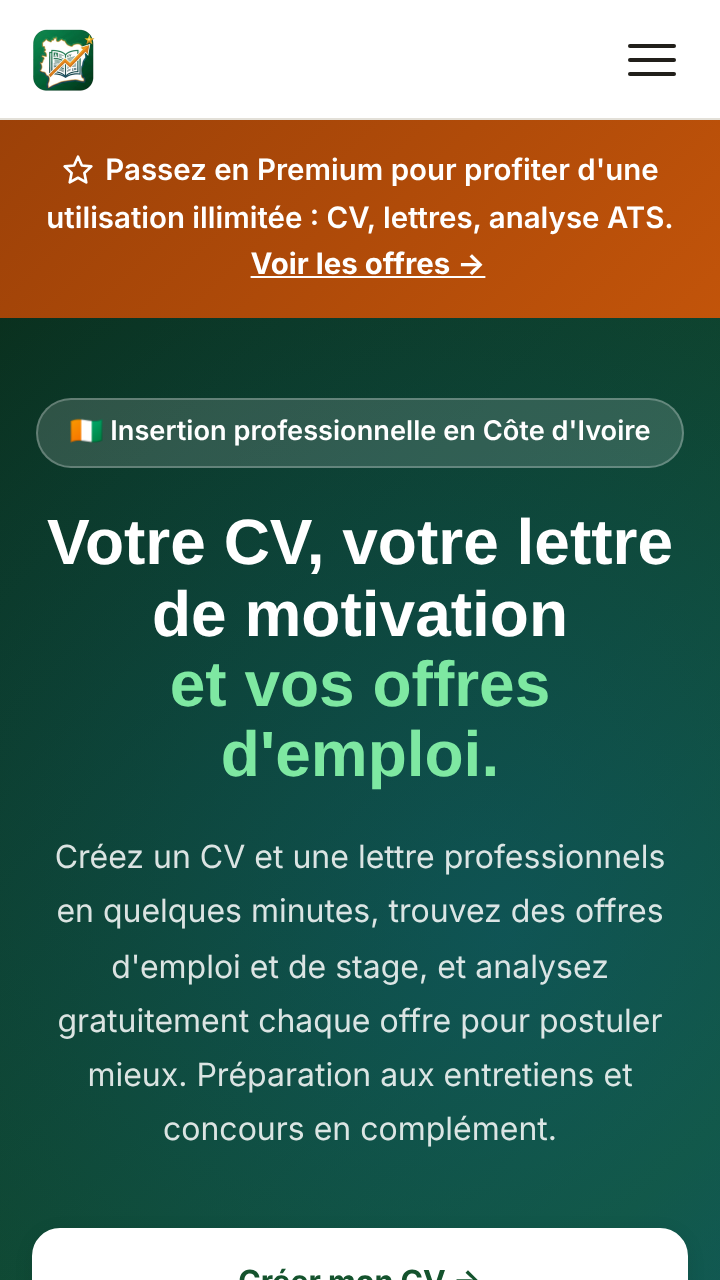 Passez en Premium pour profiter d'une
utilisation illimitée : CV, lettres, analyse ATS.
Voir les offres →
🇨🇮 Insertion professionnelle en Côte d'Ivoire
Votre CV, votre lettre
de motivation
et vos offres
d'emploi.
Créez un CV et une lettre professionnels
en quelques minutes, trouvez des offres
d'emploi et de stage, et analysez
gratuitement chaque offre pour postuler
mieux. Préparation aux entretiens et
concours en complément.
Créer mon CV →